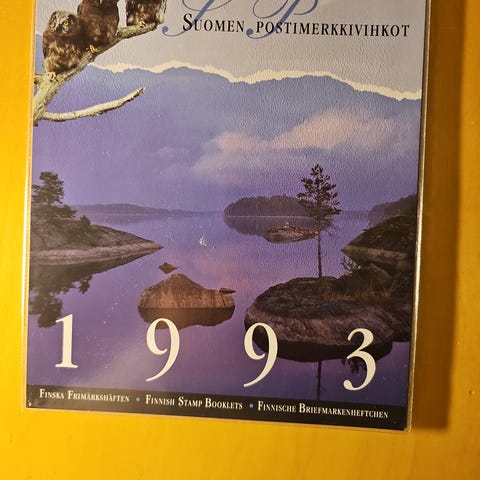 SUOMEN POSTIMERKKIVIHKOT
1993
FINSKA FRIMÄRKSHÄFTEN • FINNISH STAMP BOOKLETS • FINNISCHE BRIEFMARKENHEFTCHEN